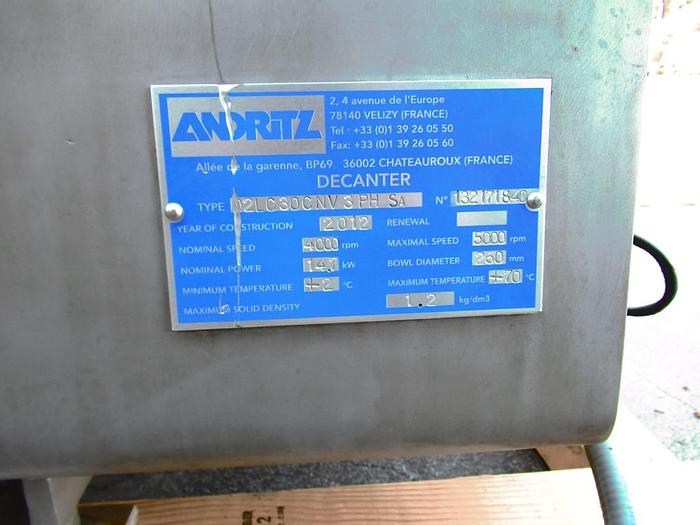 ANDRITZ
2, 4 avenue de l'Europe
78140 VELIZY (FRANCE)
Tel : +33 (0)1 39 26 05 50
Fax: +33 (0)1 39 26 05 60
Allée de la garenne, BP69 36002 CHATEAUROUX (FRANCE)
DECANTER
TYPE D2LC30CNV 3PH SA N° 132171840
YEAR OF CONSTRUCTION 2012 RENEWAL
NOMINAL SPEED 4000 rpm MAXIMAL SPEED 5000 rpm
NOMINAL POWER 14.1 kW BOWL DIAMETER 250 mm
MINIMUM TEMPERATURE +2 °C MAXIMUM TEMPERATURE +70 °C
MAXIMUM SOLID DENSITY 1.2 kg/dm3